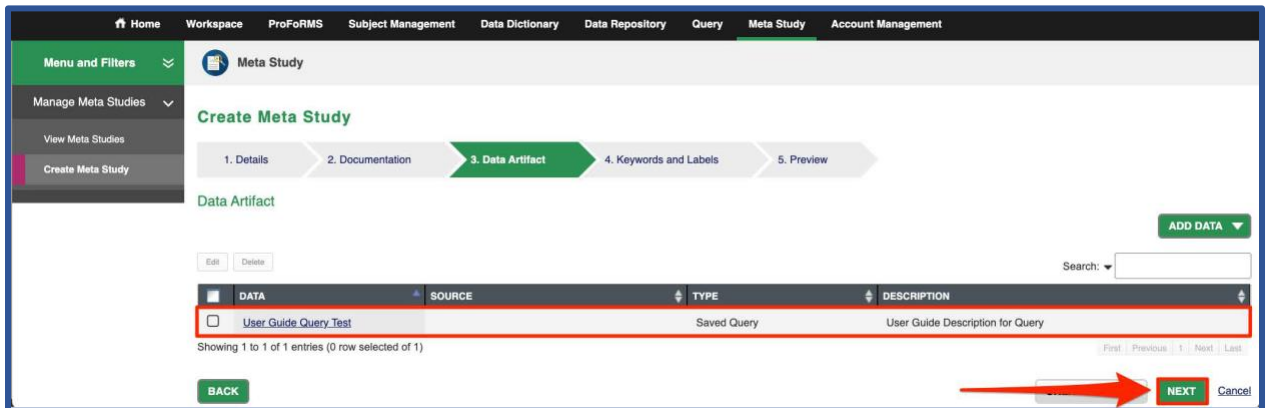 Home Workspace ProFoRMS Subject Management Data Dictionary Data Repository Query Meta Study Account Management
Menu and Filters
Meta Study
Manage Meta Studies
View Meta Studies
Create Meta Study
Create Meta Study
1. Details 2. Documentation 3. Data Artifact 4. Keywords and Labels 5. Preview
Data Artifact
ADD DATA
Edit Delete
Search:
DATA SOURCE TYPE DESCRIPTION
User Guide Query Test Saved Query User Guide Description for Query
Showing 1 to 1 of 1 entries (0 row selected of 1)
First Previous 1 Next Last
BACK NEXT Cancel